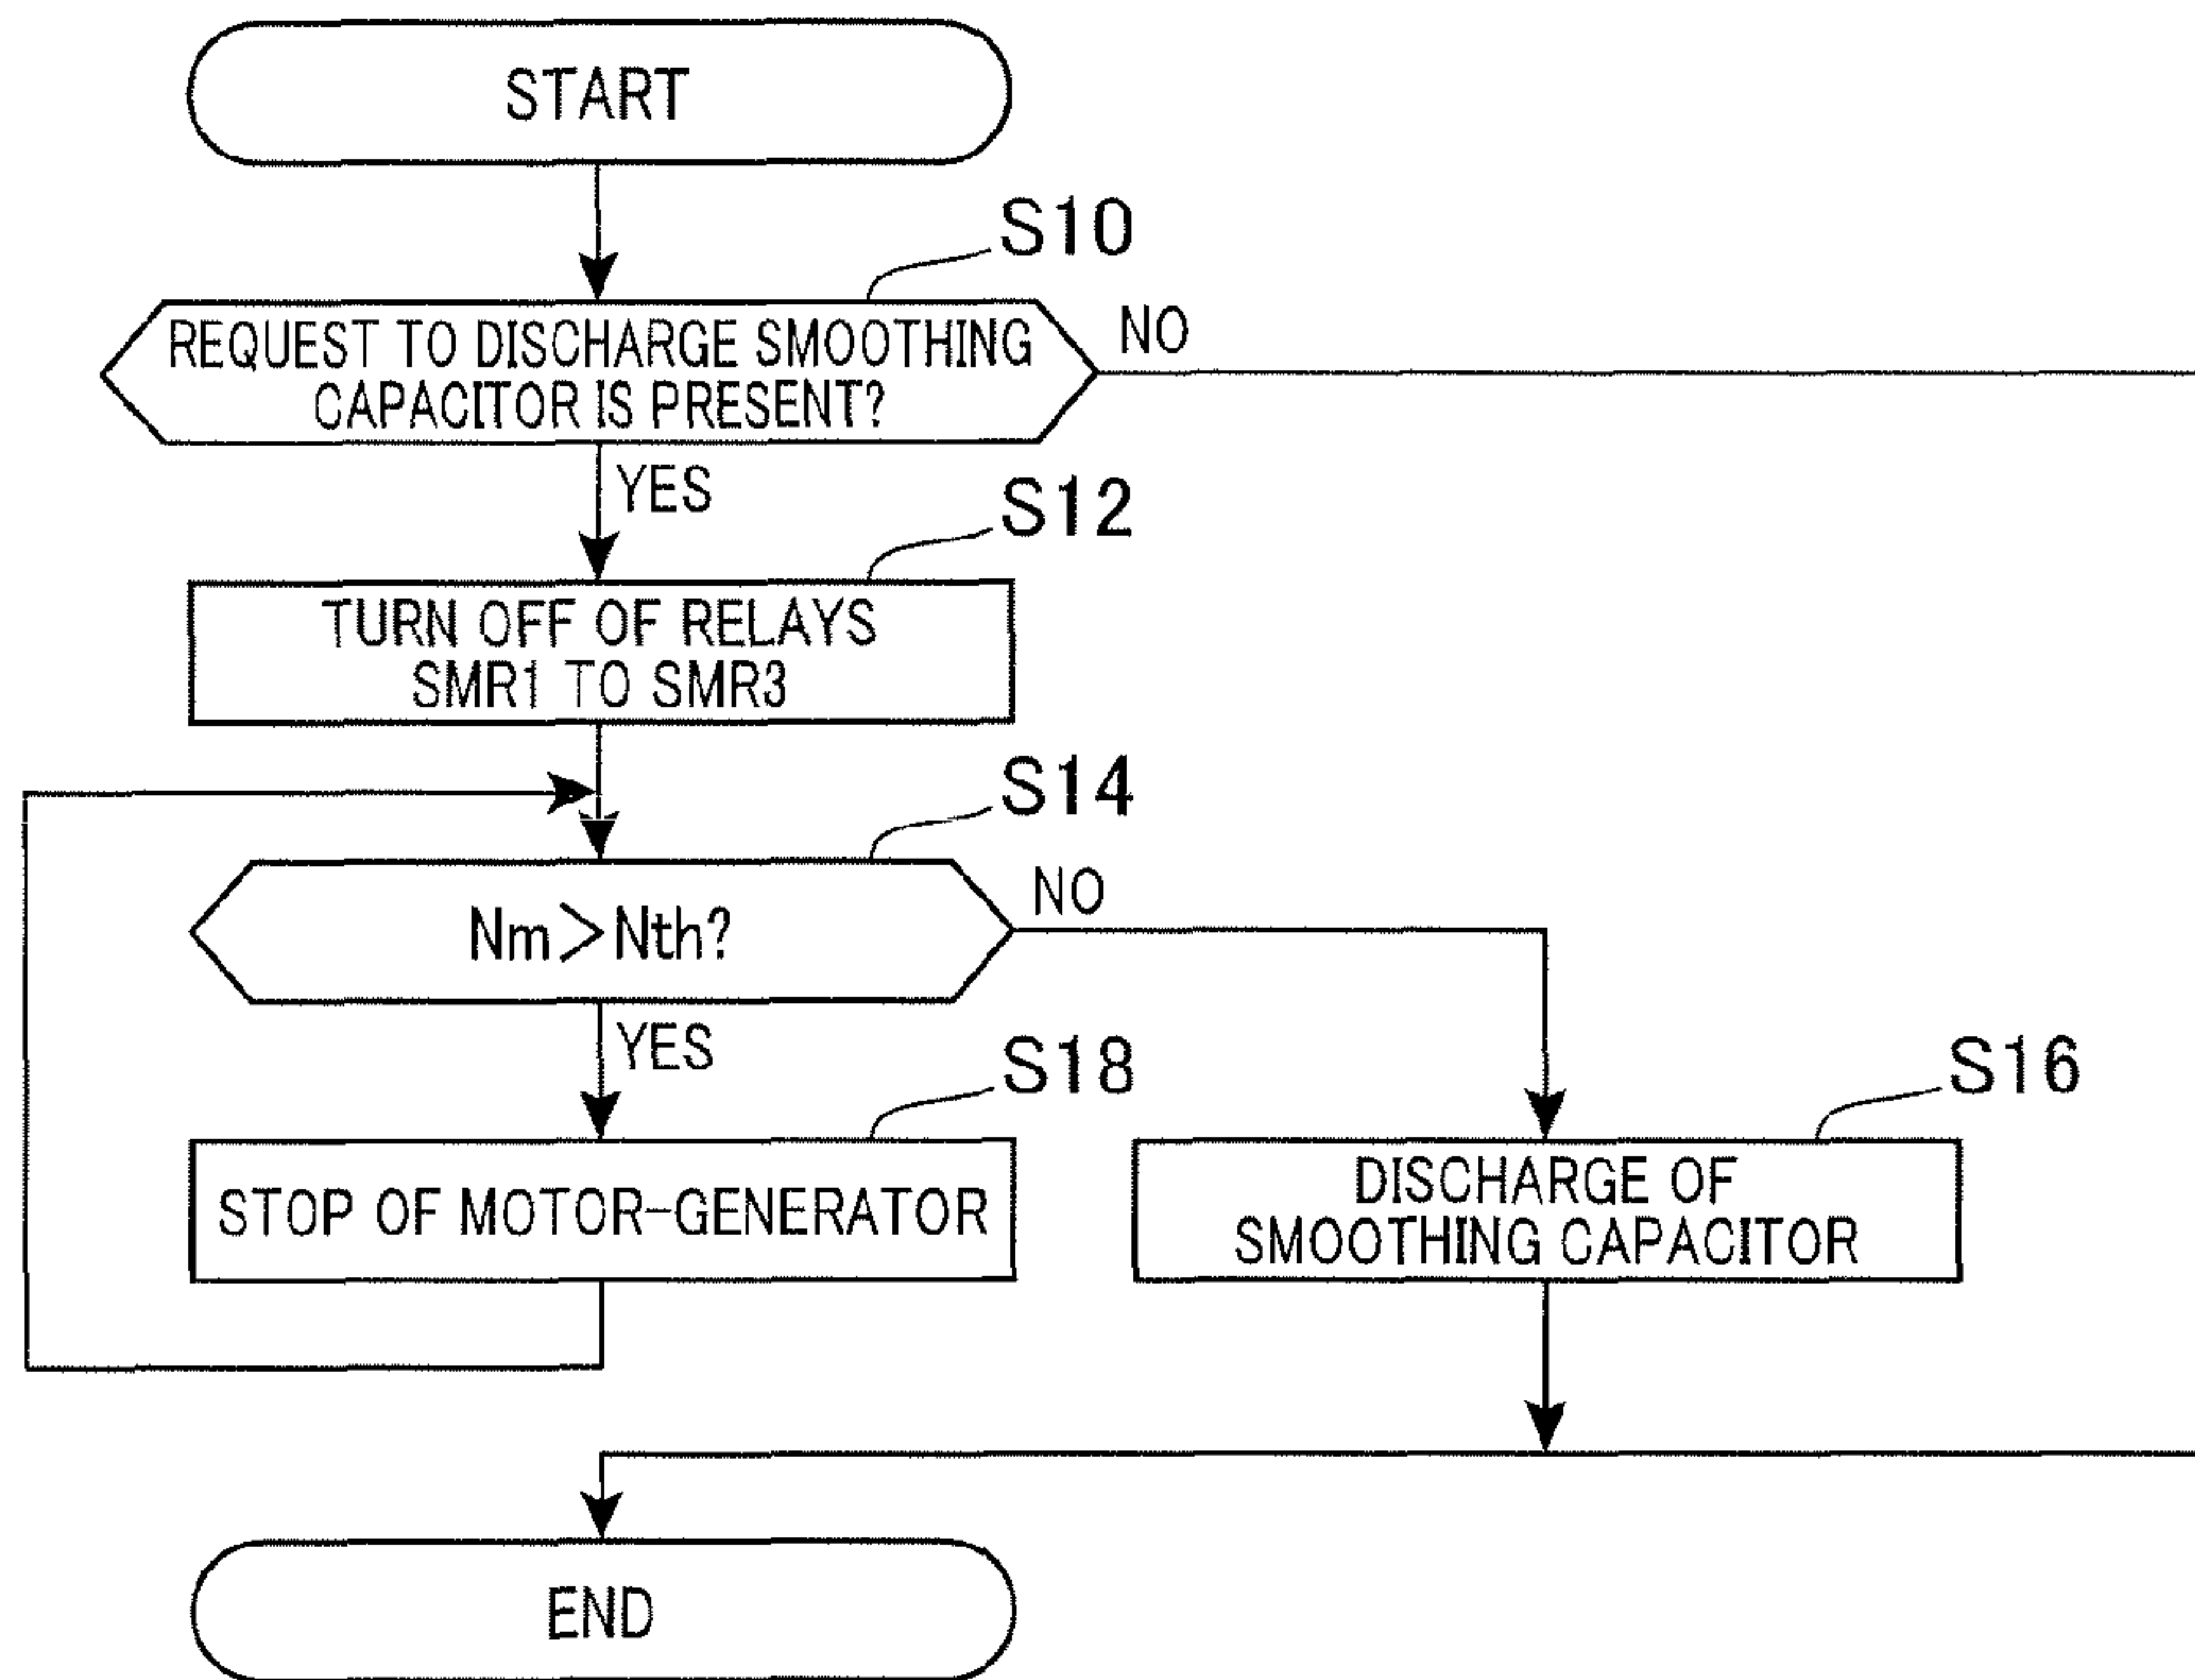 START
S10
REQUEST TO DISCHARGE SMOOTHING
CAPACITOR IS PRESENT?
NO
YES
S12
TURN OFF OF RELAYS
SMR1 TO SMR3
S14
Nm>Nth?
NO
YES
S18
STOP OF MOTOR-GENERATOR
S16
DISCHARGE OF
SMOOTHING CAPACITOR
END